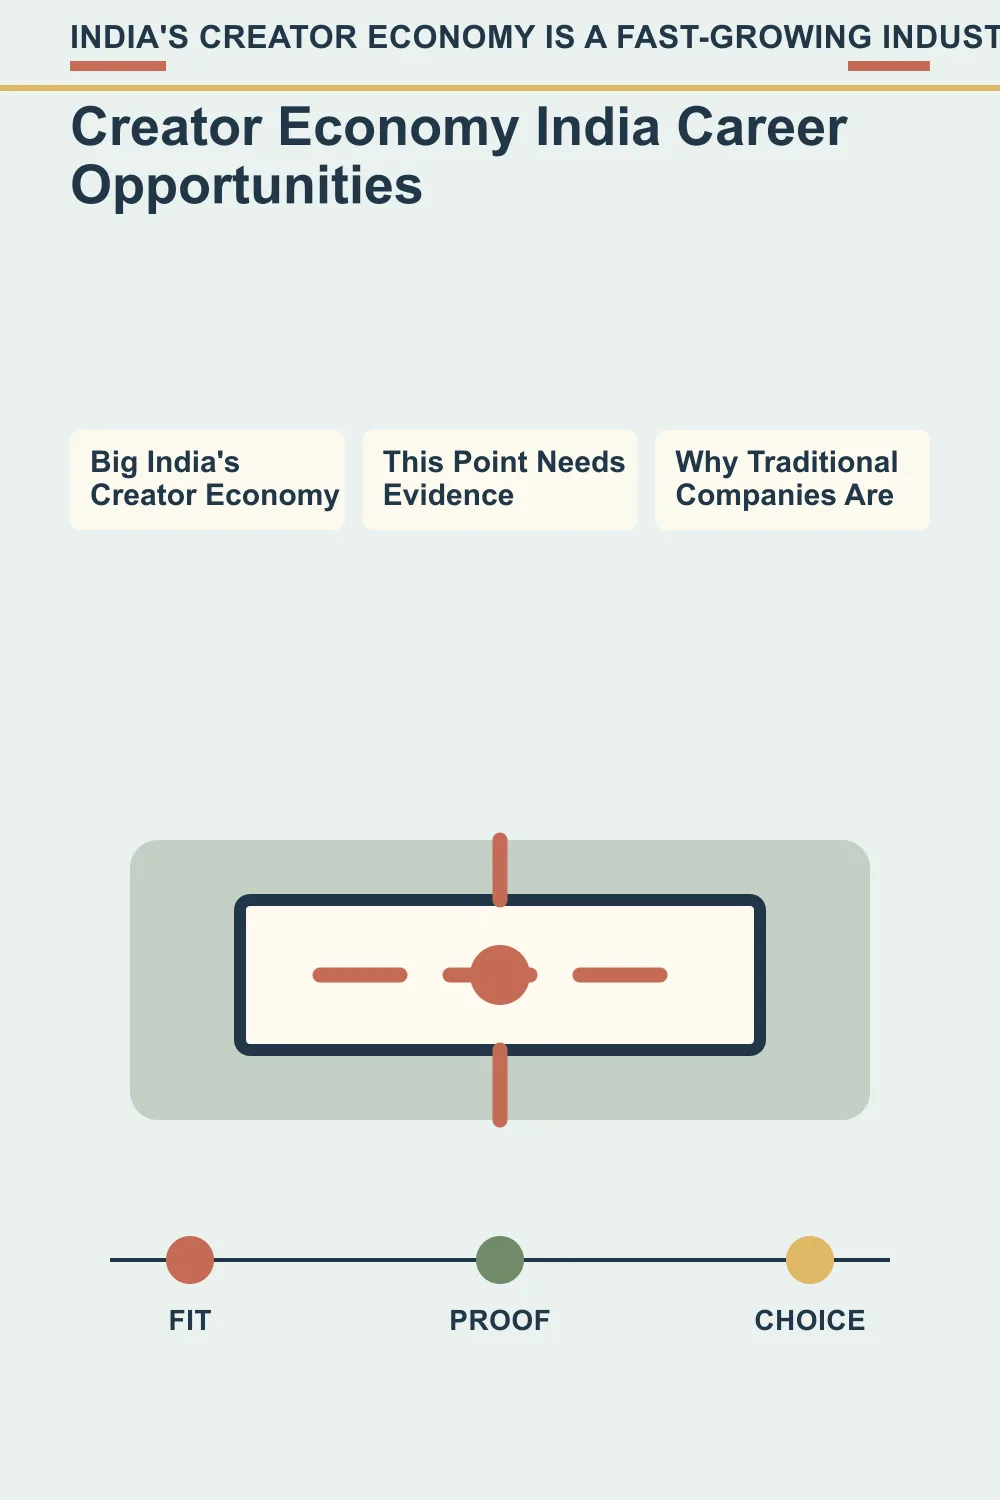 INDIA'S CREATOR ECONOMY IS A FAST-GROWING INDUST
Creator Economy India Career
Opportunities
Big India's
Creator Economy
This Point Needs
Evidence
Why Traditional
Companies Are
FIT
PROOF
CHOICE